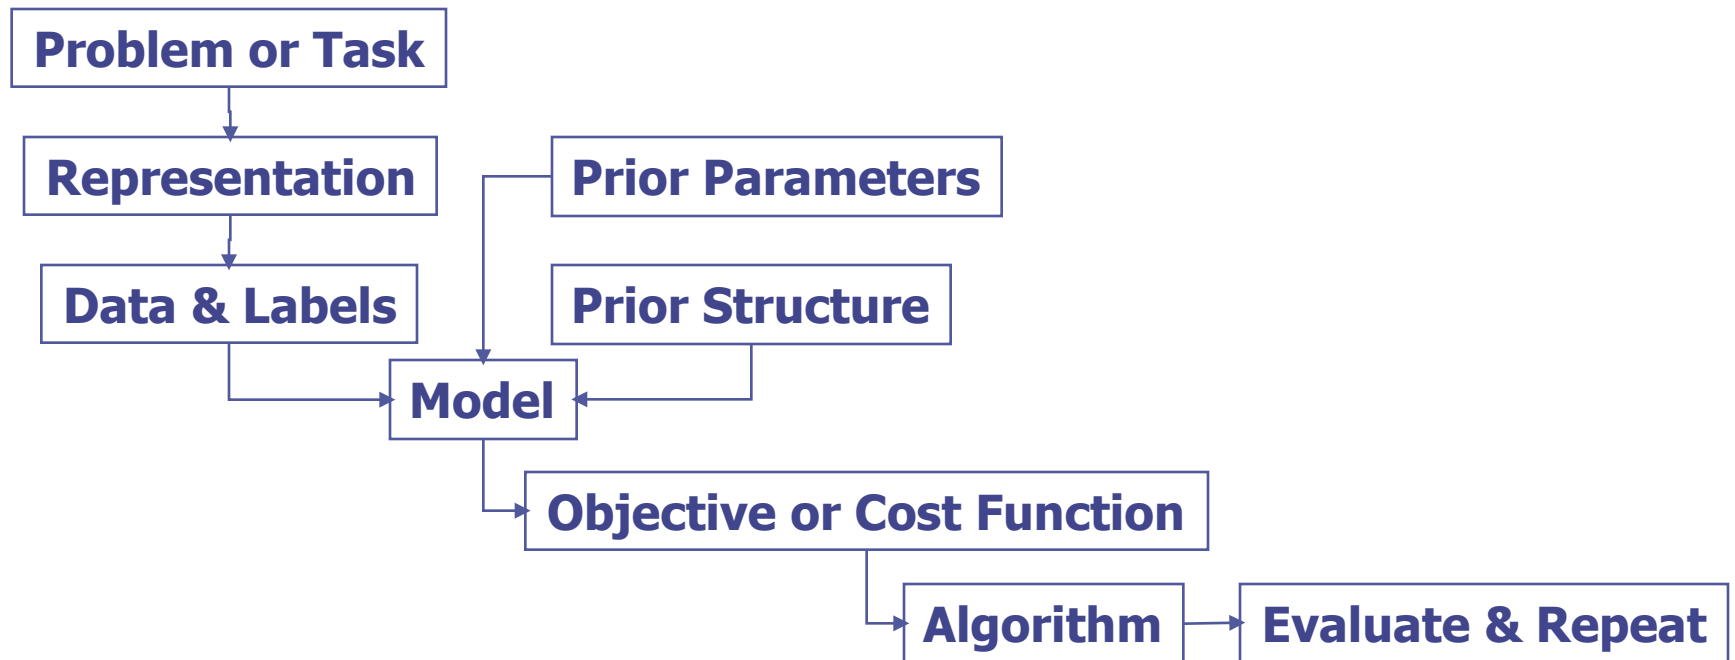 Problem or Task
Representation
Prior Parameters
Data & Labels
Prior Structure
Model
Objective or Cost Function
Algorithm
Evaluate & Repeat